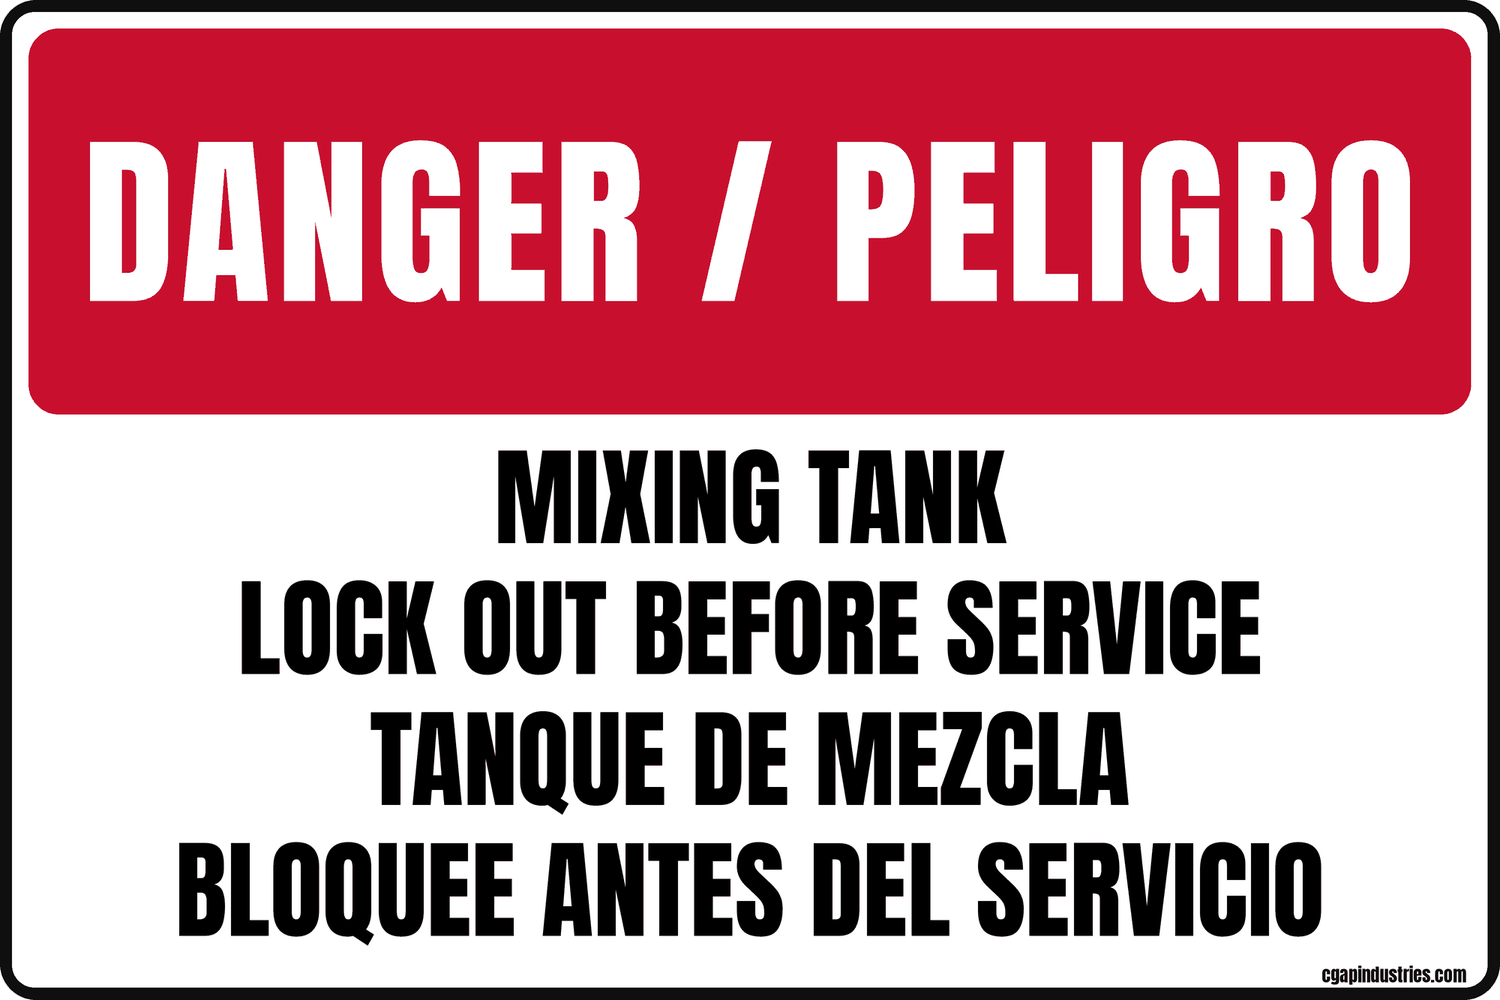 DANGER / PELIGRO
MIXING TANK
LOCK OUT BEFORE SERVICE
TANQUE DE MEZCLA
BLOQUEE ANTES DEL SERVICIO
cgapindustries.com